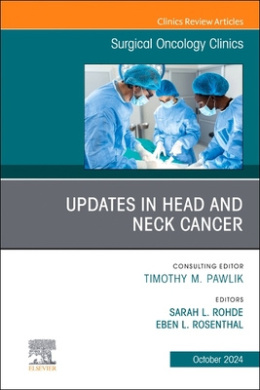 Clinics Review Articles
Surgical Oncology Clinics
UPDATES IN HEAD AND
NECK CANCER
CONSULTING EDITOR
TIMOTHY M. PAWLIK
EDITORS
SARAH L. ROHDE
EBEN L. ROSENTHAL
ELSEVIER
October 2024